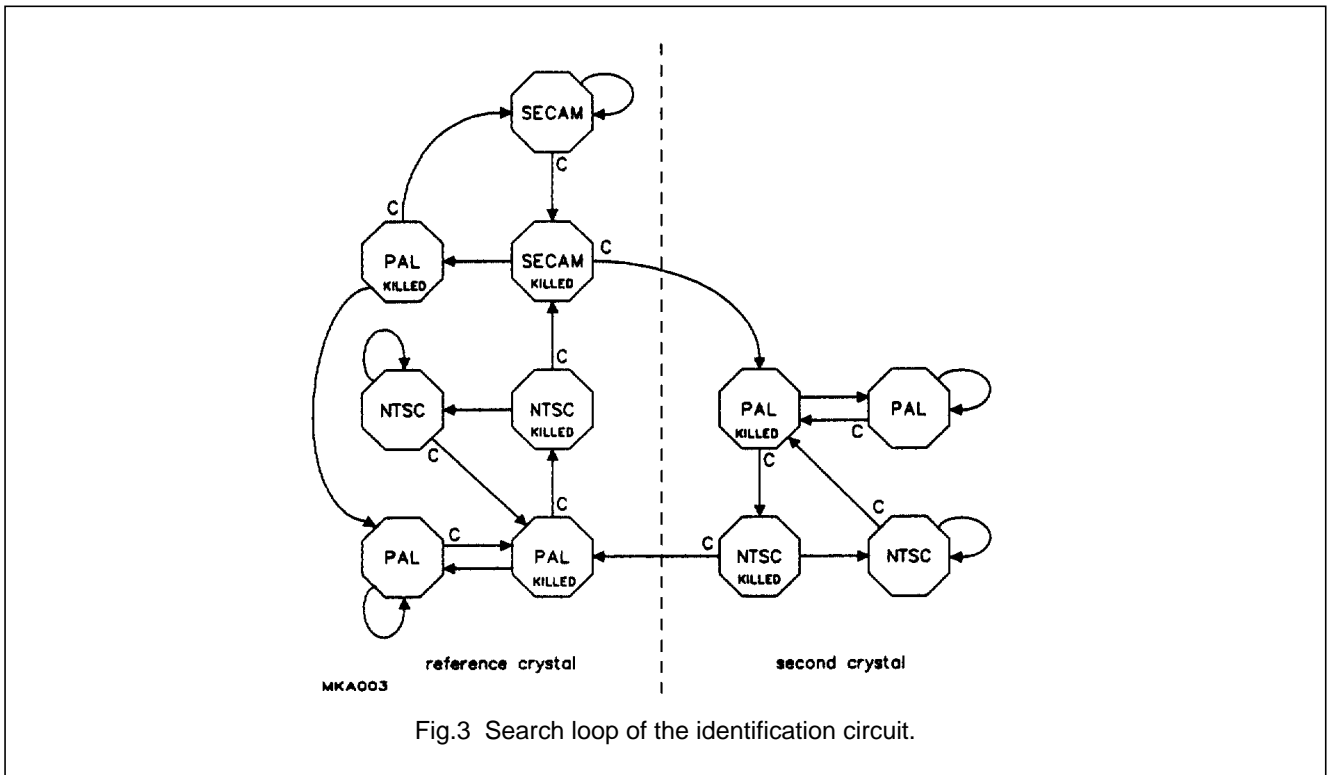 SECAM
C
C
PAL
KILLED
SECAM
KILLED
C
C
NTSC
NTSC
KILLED
C
PAL
KILLED
PAL
C
C
C
C
PAL
C
PAL
KILLED
C
NTSC
KILLED
NTSC
reference crystal
second crystal
MKA003
Fig.3 Search loop of the identification circuit.